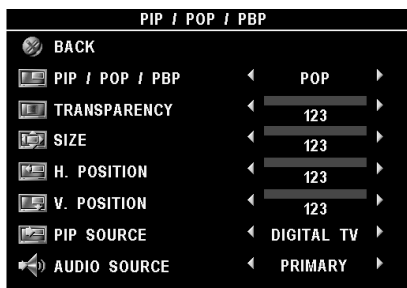 PIP / POP / PBP
BACK
PIP / POP / PBP POP
TRANSPARENCY 123
SIZE 123
H. POSITION 123
V. POSITION 123
PIP SOURCE DIGITAL TV
AUDIO SOURCE PRIMARY